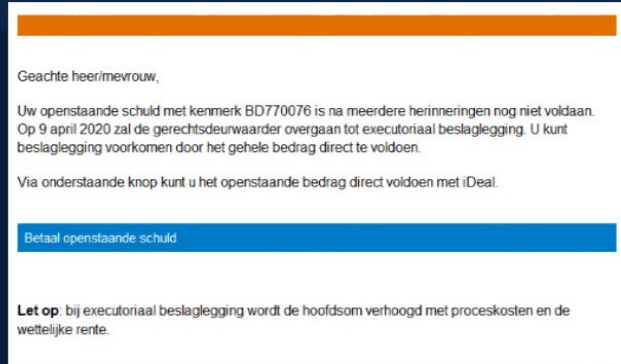 Geachte heer/mevrouw,
Uw openstaande schuld met kenmerk BD770076 is na meerdere herinneringen nog niet voldaan.
Op 9 april 2020 zal de gerechtsdeurwaarder overgaan tot executoriaal beslaglegging. U kunt
beslaglegging voorkomen door het gehele bedrag direct te voldoen.
Via onderstaande knop kunt u het openstaande bedrag direct voldoen met iDeal.
Betaal openstaande schuld
Let op: bij executoriaal beslaglegging wordt de hoofdsom verhoogd met proceskosten en de
wettelijke rente.